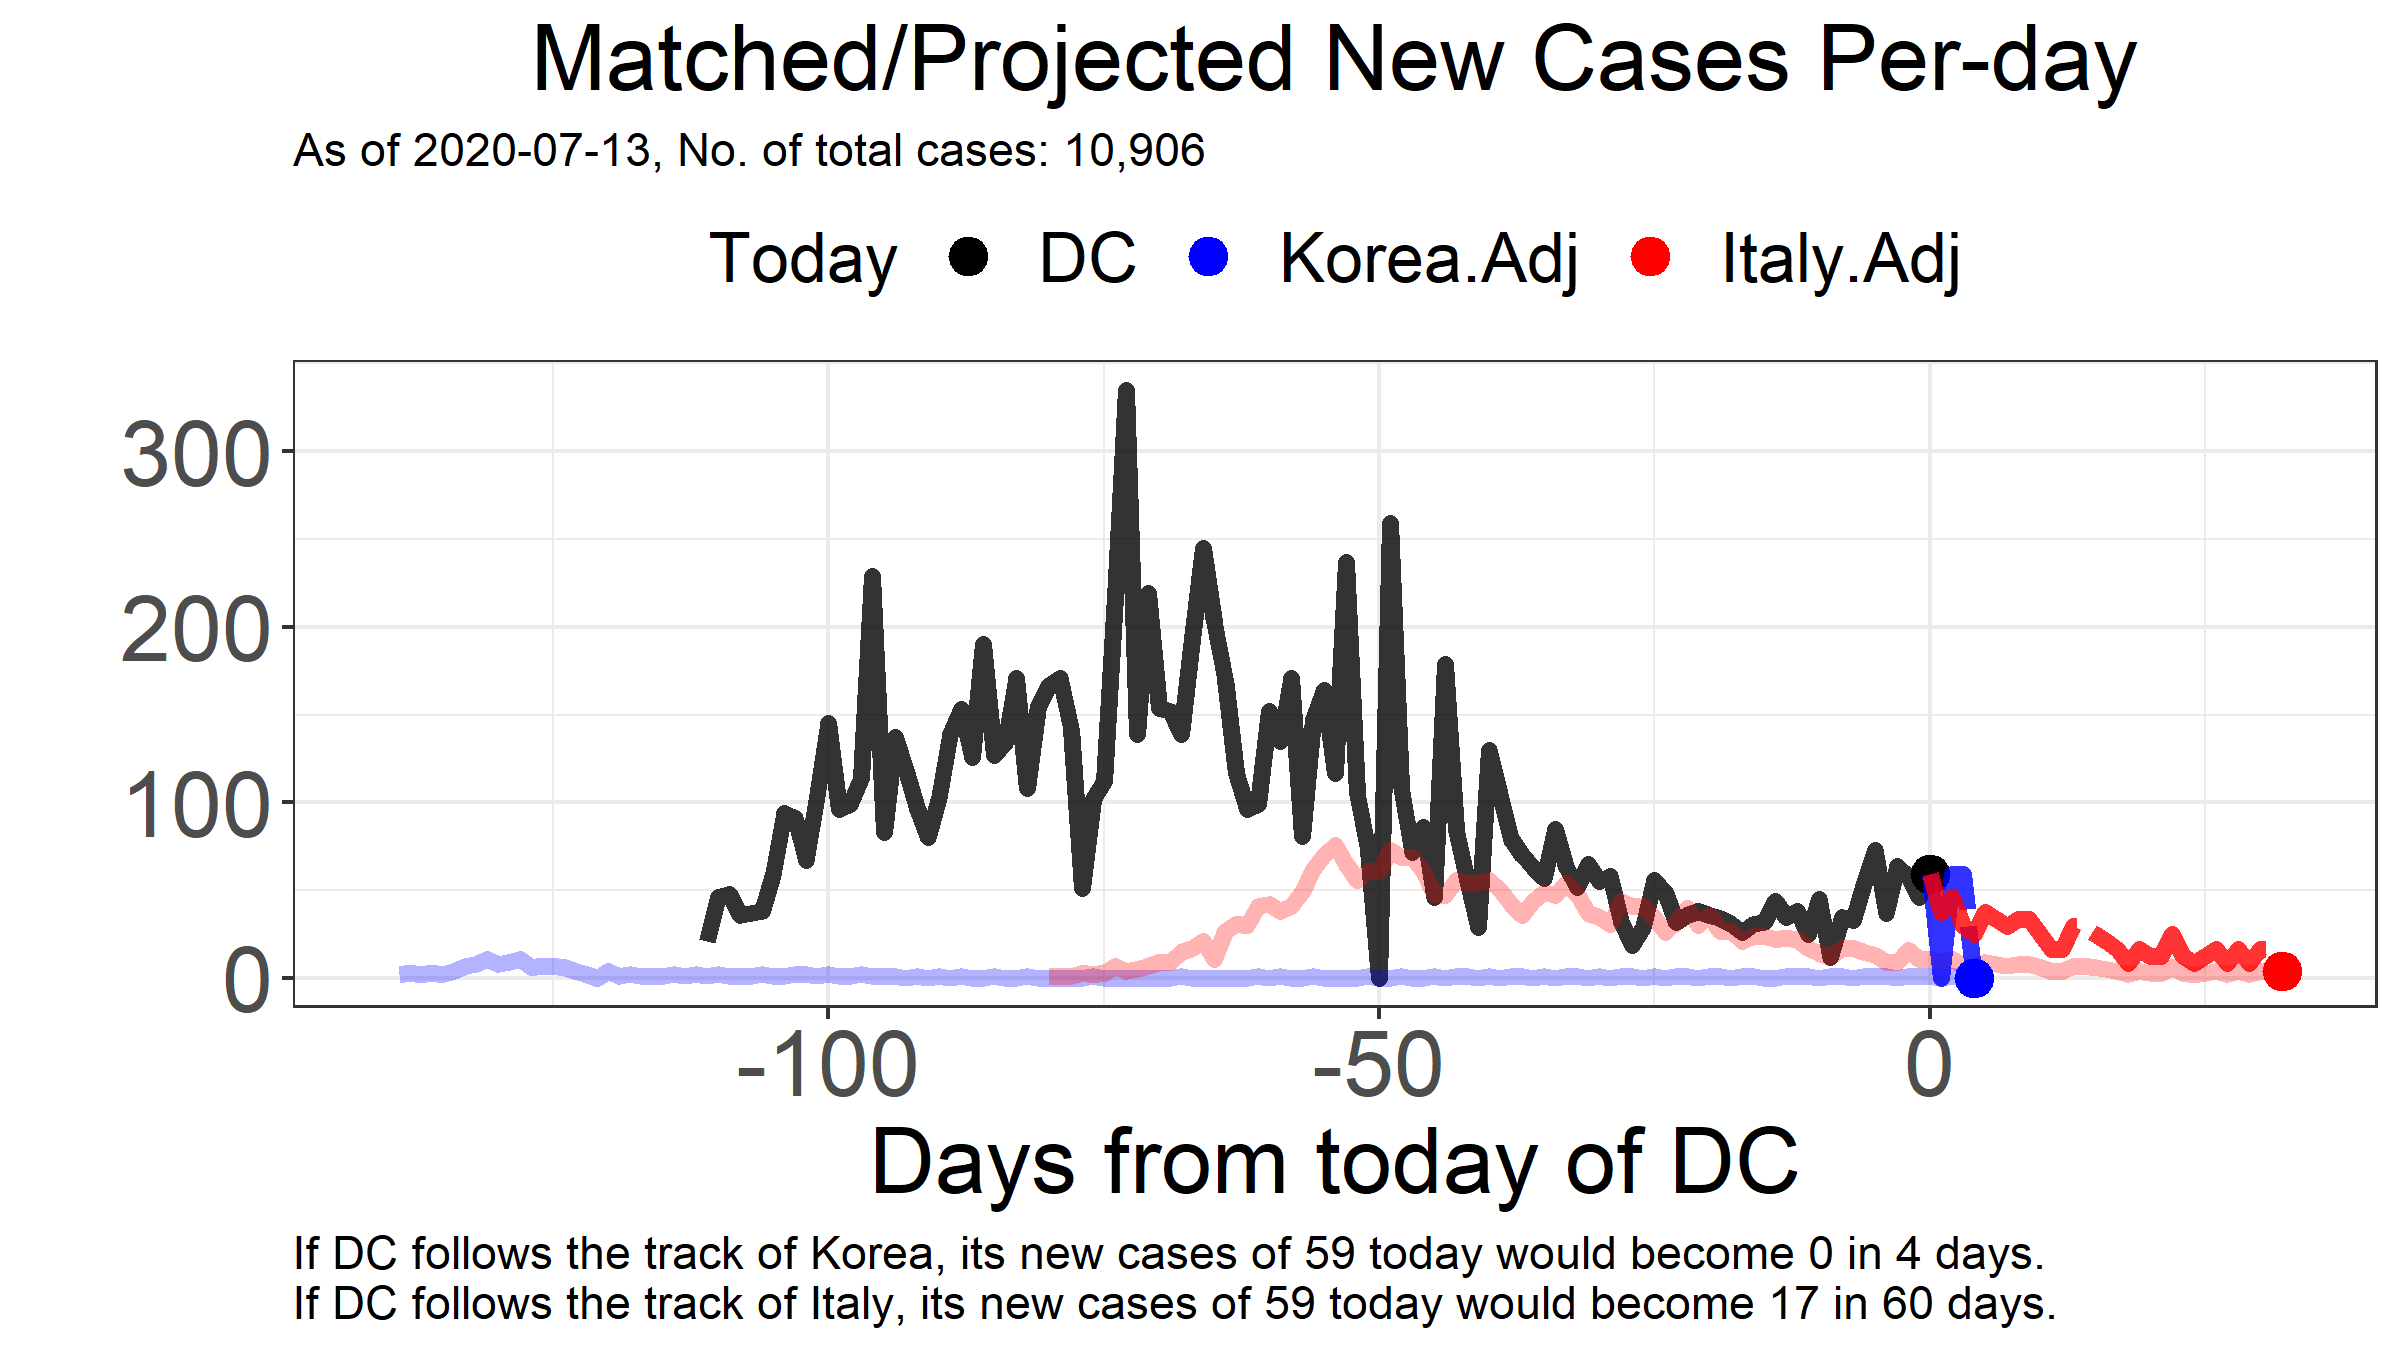 Matched/Projected New Cases Per-day
As of 2020-07-13, No. of total cases: 10,906
Today DC Korea.Adj Italy.Adj
300
200
100
0
-100 -50 0
Days from today of DC
If DC follows the track of Korea, its new cases of 59 today would become 0 in 4 days.
If DC follows the track of Italy, its new cases of 59 today would become 17 in 60 days.